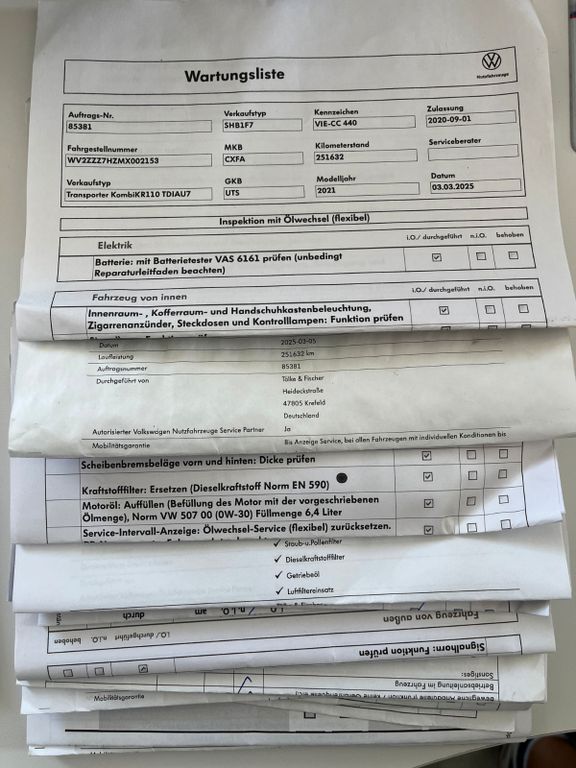 Wartungsliste
Nutzfahrzeuge
Auftrags-Nr. Verkaufstyp Kennzeichen Zulassung
85381 SHB1F7 VIE-CC 440 2020-09-01
Fahrgestellnummer MKB Kilometerstand Serviceberater
WV2ZZZ7HZMX002153 CXFA 251632
Verkaufstyp GKB Modelljahr Datum
Transporter KombiKR110 TDIAU7 UTS 2021 03.03.2025
Inspektion mit Ölwechsel (flexibel)
Elektrik i.O./ durchgeführt n.i.O. behoben
Batterie: mit Batterietester VAS 6161 prüfen (unbedingt
Reparaturleitfaden beachten)
Fahrzeug von innen i.O./ durchgeführt n.i.O. behoben
Innenraum- , Kofferraum- und Handschuhkastenbeleuchtung,
Zigarrenanzünder, Steckdosen und Kontrolllampen: Funktion prüfen
Datum 2025-03-05
Laufleistung 251632 km
Auftragsnummer 85381
Durchgeführt von Tölke & Fischer
Heideckstraße
47805 Krefeld
Deutschland
Autorisierter Volkswagen Nutzfahrzeuge Service Partner Ja
Mobilitätsgarantie Bis Anzeige Service, bei allen Fahrzeugen mit individuellen Konditionen bis
Scheibenbremsbeläge vorn und hinten: Dicke prüfen
Kraftstofffilter: Ersetzen (Dieselkraftstoff Norm EN 590)
Motoröl: Auffüllen (Befüllung des Motor mit der vorgeschriebenen
Ölmenge), Norm VW 507 00 (0W-30) Füllmenge 6,4 Liter
Service-Intervall-Anzeige: Ölwechsel-Service (flexibel) zurücksetzen.
✓ Staub-u.Pollenfilter
✓ Dieselkraftstofffilter
✓ Getriebeöl
✓ Luftfiltereinsatz
am durch
Fahrzeug von außen
i.O./ durchgeführt n.i.O. behoben
Signalhorn: Funktion prüfen
Sonstiges:
Betriebsanleitung im Fahrzeug
Mobilitätsgarantie